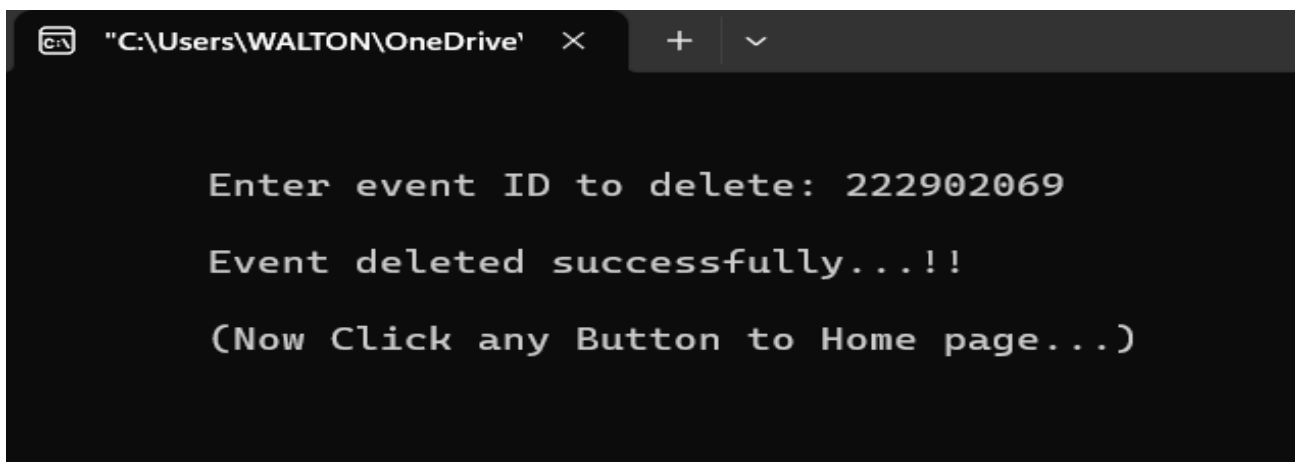 "C:\Users\WALTON\OneDrive\
Enter event ID to delete: 222902069
Event deleted successfully...!!
(Now Click any Button to Home page...)